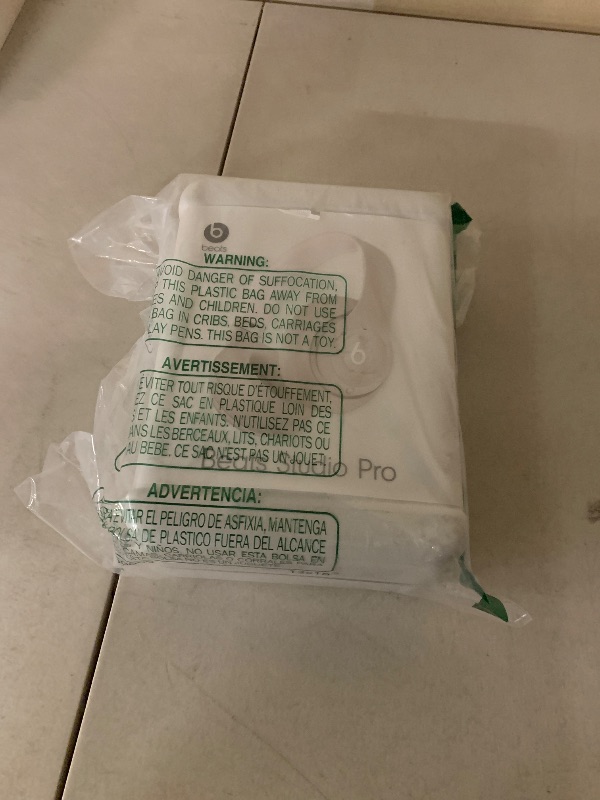 beats
WARNING:
AVOID DANGER OF SUFFOCATION,
THIS PLASTIC BAG AWAY FROM
ES AND CHILDREN. DO NOT USE
BAG IN CRIBS, BEDS, CARRIAGES
LAY PENS. THIS BAG IS NOT A TOY.
AVERTISSEMENT:
ÉVITER TOUT RISQUE D'ÉTOUFFEMENT,
EZ CE SAC EN PLASTIQUE LOIN DES
S ET LES ENFANTS. N'UTILISEZ PAS CE
ANS LES BERCEAUX, LITS, CHARIOTS OU
AU BEBE. CE SAC N'EST PAS UN JOUET.
Beats Studio Pro
ADVERTENCIA:
PARA EVITAR EL PELIGRO DE ASFIXIA, MANTENGA
BOLSA DE PLASTICO FUERA DEL ALCANCE
Y NIÑOS. NO USAR ESTA BOLSA EN